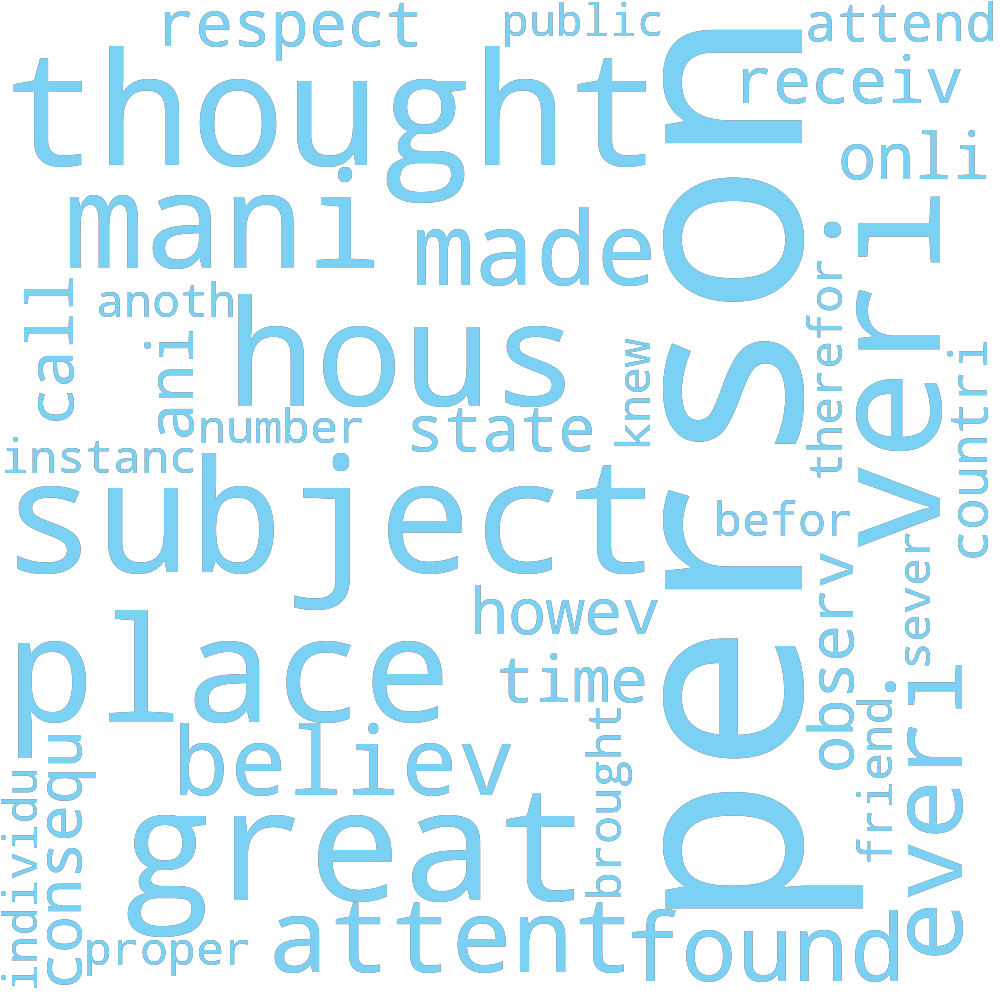 respect
public
attend
thought
receiv
onli
mani
made
person
veri
call
anoth
hous
ani
knew
therefor
countri
number
state
instanc
subject
befor
observ
sever
howev
place
time
believ
brought
friend
everi
consequ
individu
great
proper
attent
found